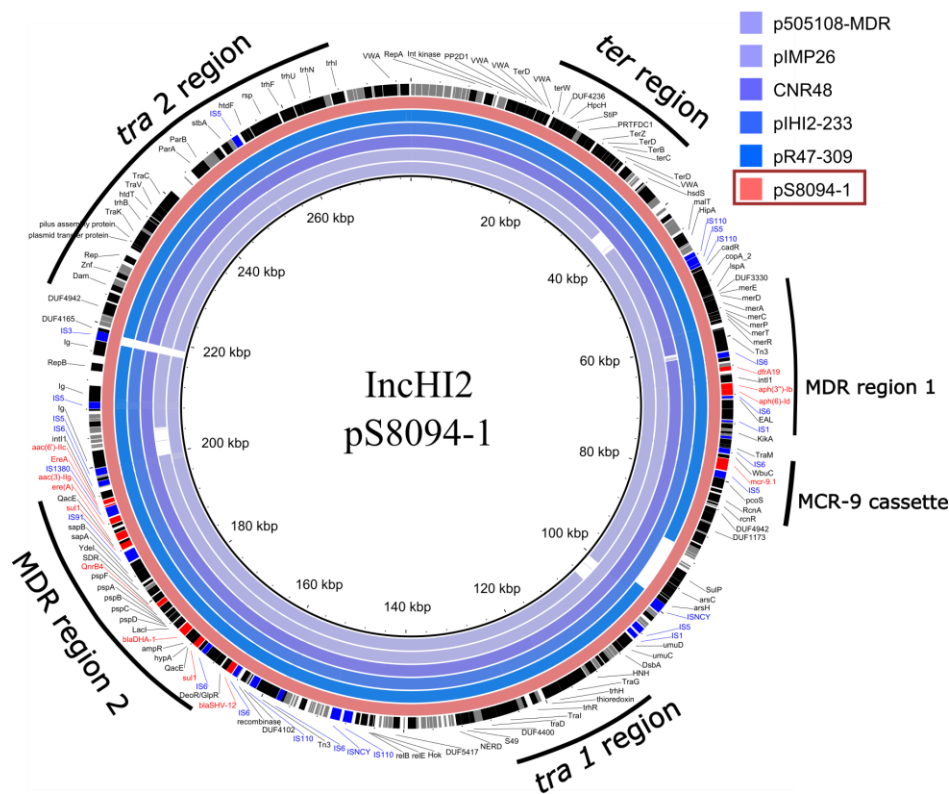 p505108-MDR
pIMP26
CNR48
pIHI2-233
pR47-309
pS8094-1
IncHI2
pS8094-1
20 kbp
40 kbp
60 kbp
80 kbp
100 kbp
120 kbp
140 kbp
160 kbp
180 kbp
200 kbp
220 kbp
240 kbp
260 kbp
ter region
MDR region 1
MCR-9 cassette
tra 1 region
MDR region 2
tra 2 region
VWA
RepA
Int kinase
PP2D1
VWA
VWA
TerD
VWA
terW
DUF4236
HpcH
StiP
PRTFDC1
TerZ
TerD
TerB
terC
TerD
VWA
hsdS
malT
HipA
IS110
IS5
IS110
cadR
copA_2
lspA
DUF3330
merE
merD
merA
merC
merP
merT
merR
Tn3
IS6
dfrA19
intI1
aph(3'')-Ib
aph(6)-Id
IS6
EAL
IS1
KikA
TraM
IS6
WbuC
mcr-9.1
IS5
pcoS
RcnA
rcnR
DUF4942
DUF1173
SulP
arsC
arsH
ISNCY
IS5
IS1
umuD
umuC
DsbA
HNH
TraG
trhH
thioredoxin
trhR
TraI
traD
DUF4400
S49
NERD
DUF5417
Hok
relE
relB
IS110
ISNCY
IS6
Tn3
IS110
DUF4102
recombinase
IS6
blaSHV-12
DeoR/GlpR
IS6
sul1
QacE
hypA
ampR
blaDHA-1
LacI
pspD
pspC
pspB
pspA
pspF
QnrB4
SDR
YdeI
sapA
sapB
IS91
sul1
QacE
ere(A)
aac(3)-IIg
IS1380
EreA
aac(6')-IIc
intI1
IS6
IS5
Ig
IS5
Ig
RepB
Ig
IS3
DUF4165
DUF4942
Dam
Znf
Rep
plasmid transfer protein
pilus assembly protein
TraK
trhB
htdT
TraV
TraC
ParA
ParB
stbA
IS5
htdF
rsp
trhF
trhU
trhN
trhI